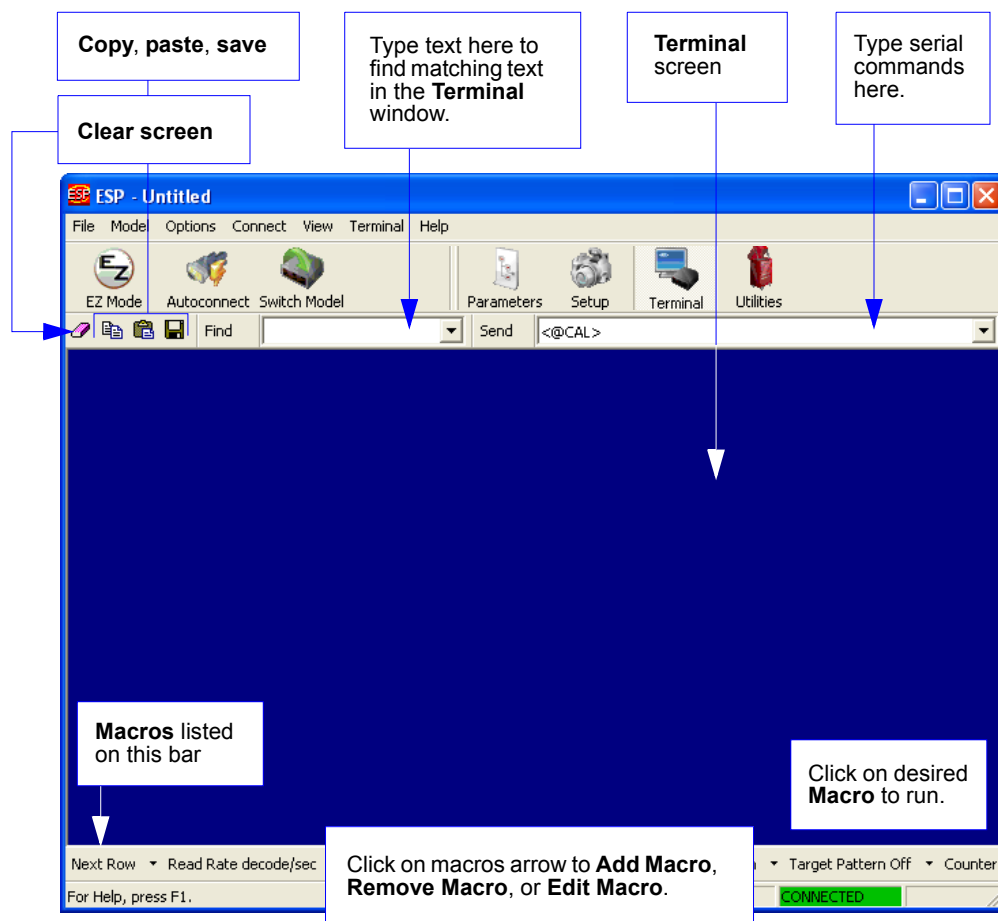 Copy, paste, save
Clear screen
Type text here to
find matching text
in the Terminal
window.
Terminal
screen
Type serial
commands
here.
ESP - Untitled
File Model Options Connect View Terminal Help
EZ Mode Autoconnect Switch Model Parameters Setup Terminal Utilities
Find Send <@CAL>
Macros listed
on this bar
Click on desired
Macro to run.
Next Row Read Rate decode/sec Target Pattern Off Counter
Click on macros arrow to Add Macro,
Remove Macro, or Edit Macro.
For Help, press F1. CONNECTED